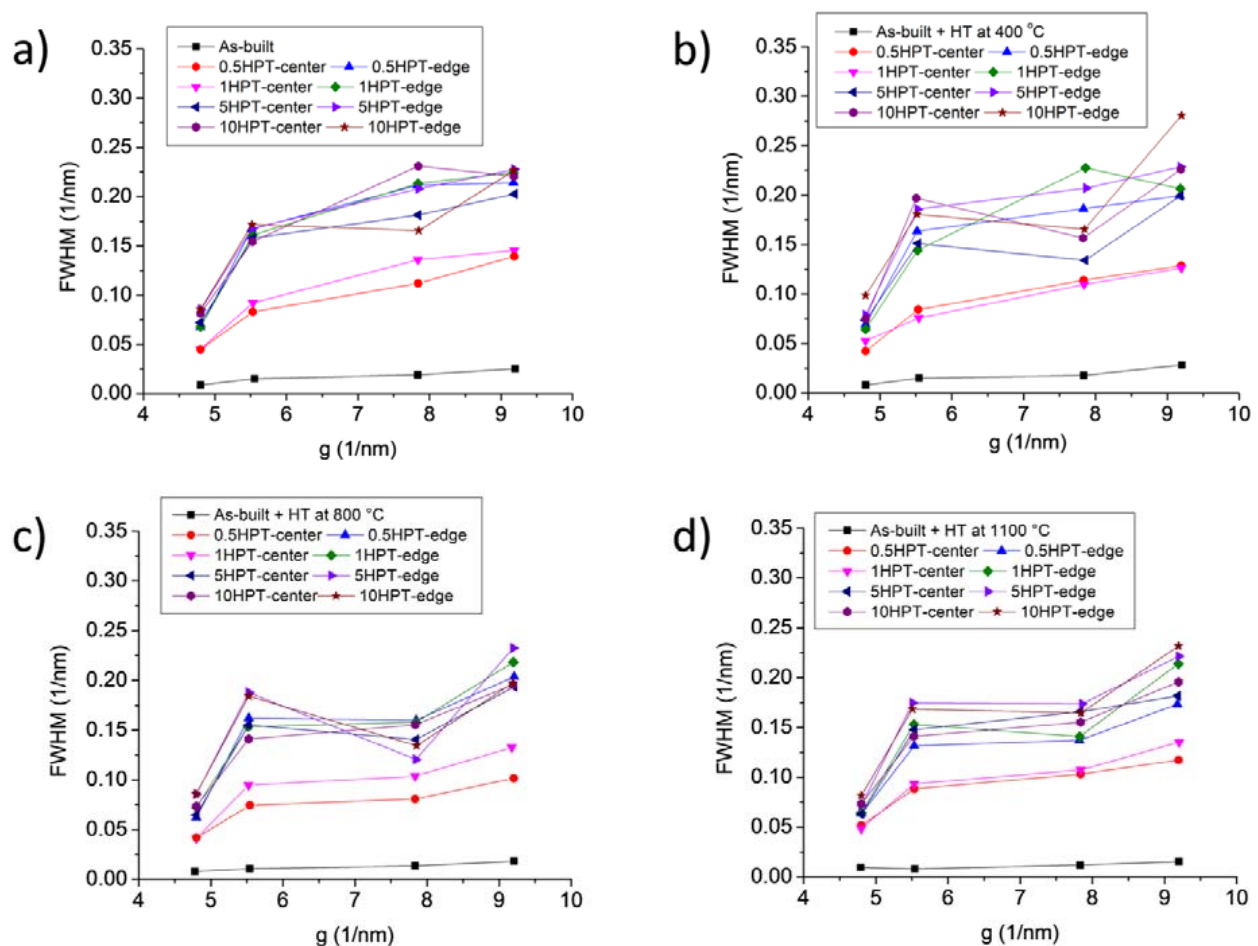 a)
As-built
0.5HPT-center 0.5HPT-edge
1HPT-center 1HPT-edge
5HPT-center 5HPT-edge
10HPT-center 10HPT-edge
0.35
0.30
0.25
0.20
0.15
0.10
0.05
0.00
FWHM (1/nm)
4 5 6 7 8 9 10
g (1/nm)
b)
As-built + HT at 400 °C
0.5HPT-center 0.5HPT-edge
1HPT-center 1HPT-edge
5HPT-center 5HPT-edge
10HPT-center 10HPT-edge
0.35
0.30
0.25
0.20
0.15
0.10
0.05
0.00
FWHM (1/nm)
4 5 6 7 8 9 10
g (1/nm)
c)
As-built + HT at 800 °C
0.5HPT-center 0.5HPT-edge
1HPT-center 1HPT-edge
5HPT-center 5HPT-edge
10HPT-center 10HPT-edge
0.35
0.30
0.25
0.20
0.15
0.10
0.05
0.00
FWHM (1/nm)
4 5 6 7 8 9 10
g (1/nm)
d)
As-built + HT at 1100 °C
0.5HPT-center 0.5HPT-edge
1HPT-center 1HPT-edge
5HPT-center 5HPT-edge
10HPT-center 10HPT-edge
0.35
0.30
0.25
0.20
0.15
0.10
0.05
0.00
FWHM (1/nm)
4 5 6 7 8 9 10
g (1/nm)